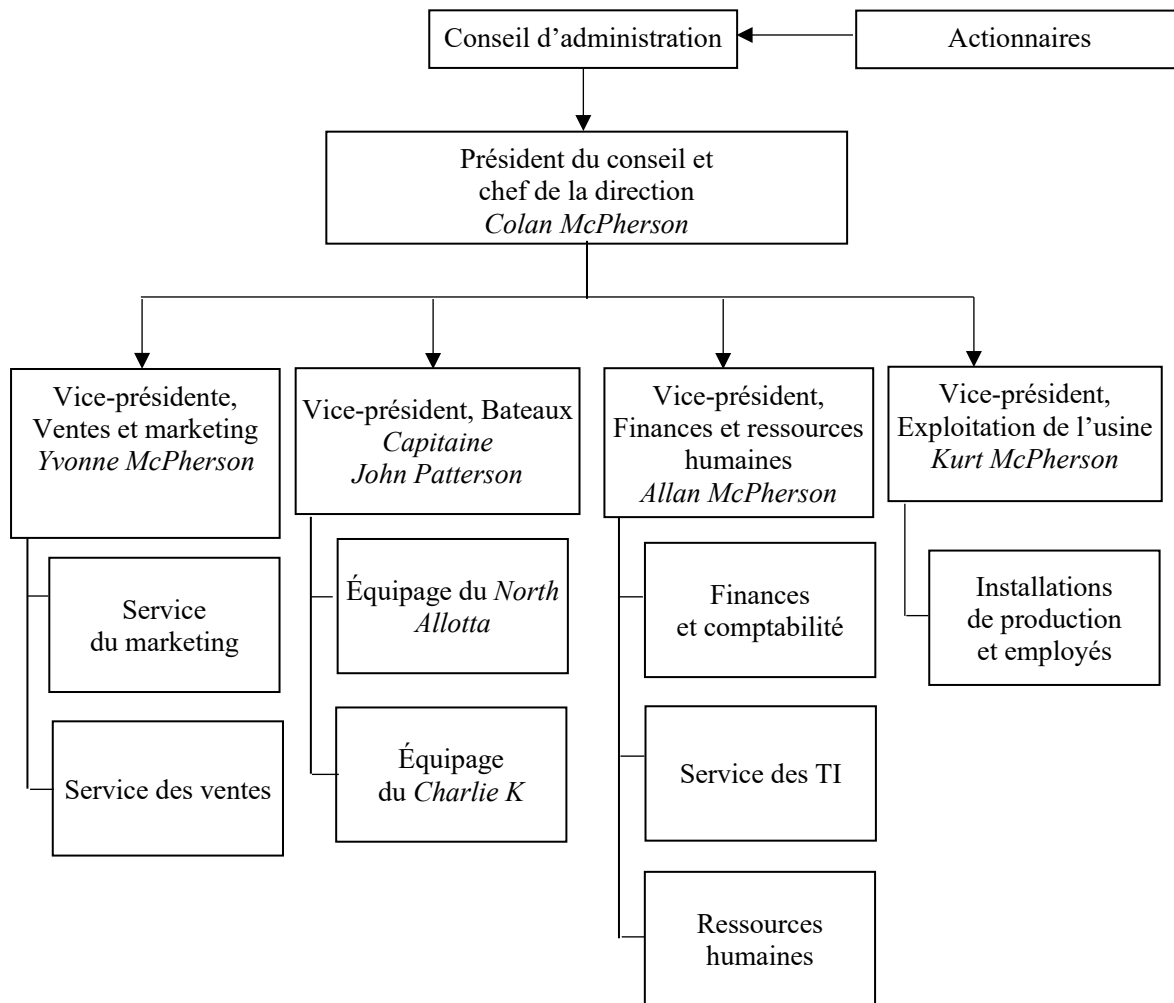 Conseil d’administration
Actionnaires
Président du conseil et
chef de la direction
Colan McPherson
Vice-présidente,
Ventes et marketing
Yvonne McPherson
Vice-président, Bateaux
Capitaine
John Patterson
Vice-président,
Finances et ressources
humaines
Allan McPherson
Vice-président,
Exploitation de l’usine
Kurt McPherson
Service
du marketing
Équipage du North
Allotta
Finances
et comptabilité
Installations
de production
et employés
Service des ventes
Équipage
du Charlie K
Service des TI
Ressources
humaines